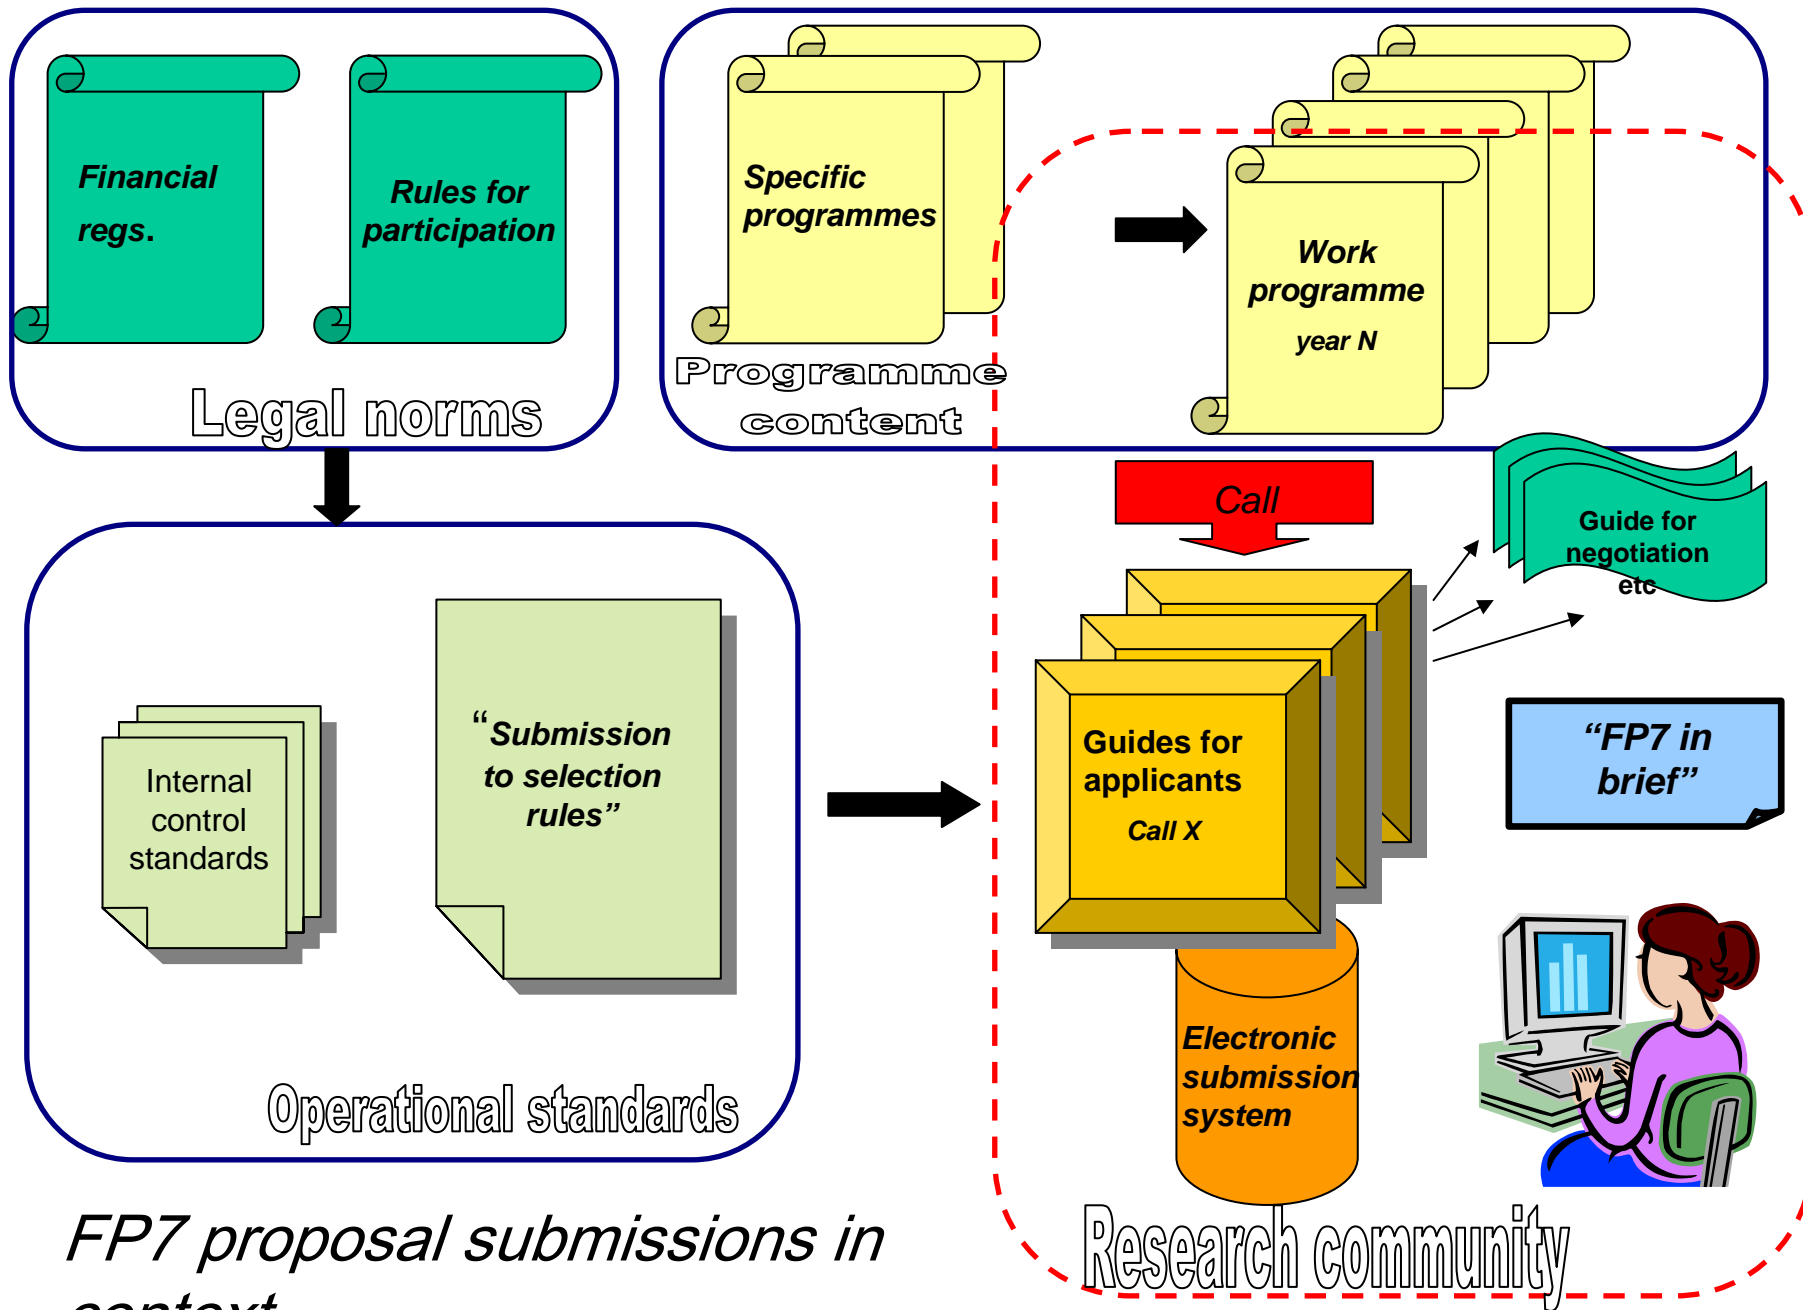 Financial
regs.
Rules for
participation
Legal norms
Specific
programmes
Programme
content
Work
programme
year N
Call
Guide for
negotiation
etc
Internal
control
standards
“Submission
to selection
rules”
Operational standards
Guides for
applicants
Call X
“FP7 in
brief”
Electronic
submission
system
Research community
FP7 proposal submissions in
context